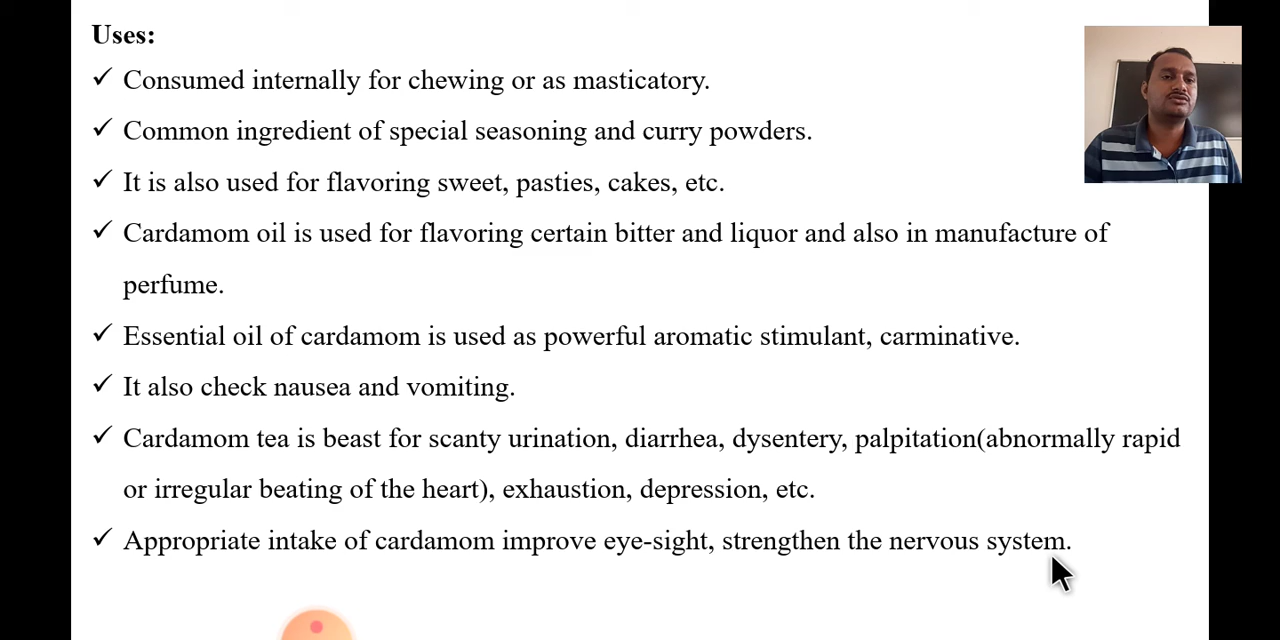 Uses:
✓ Consumed internally for chewing or as masticatory.
✓ Common ingredient of special seasoning and curry powders.
✓ It is also used for flavoring sweet, pasties, cakes, etc.
✓ Cardamom oil is used for flavoring certain bitter and liquor and also in manufacture of
perfume.
✓ Essential oil of cardamom is used as powerful aromatic stimulant, carminative.
✓ It also check nausea and vomiting.
✓ Cardamom tea is beast for scanty urination, diarrhea, dysentery, palpitation(abnormally rapid
or irregular beating of the heart), exhaustion, depression, etc.
✓ Appropriate intake of cardamom improve eye-sight, strengthen the nervous system.